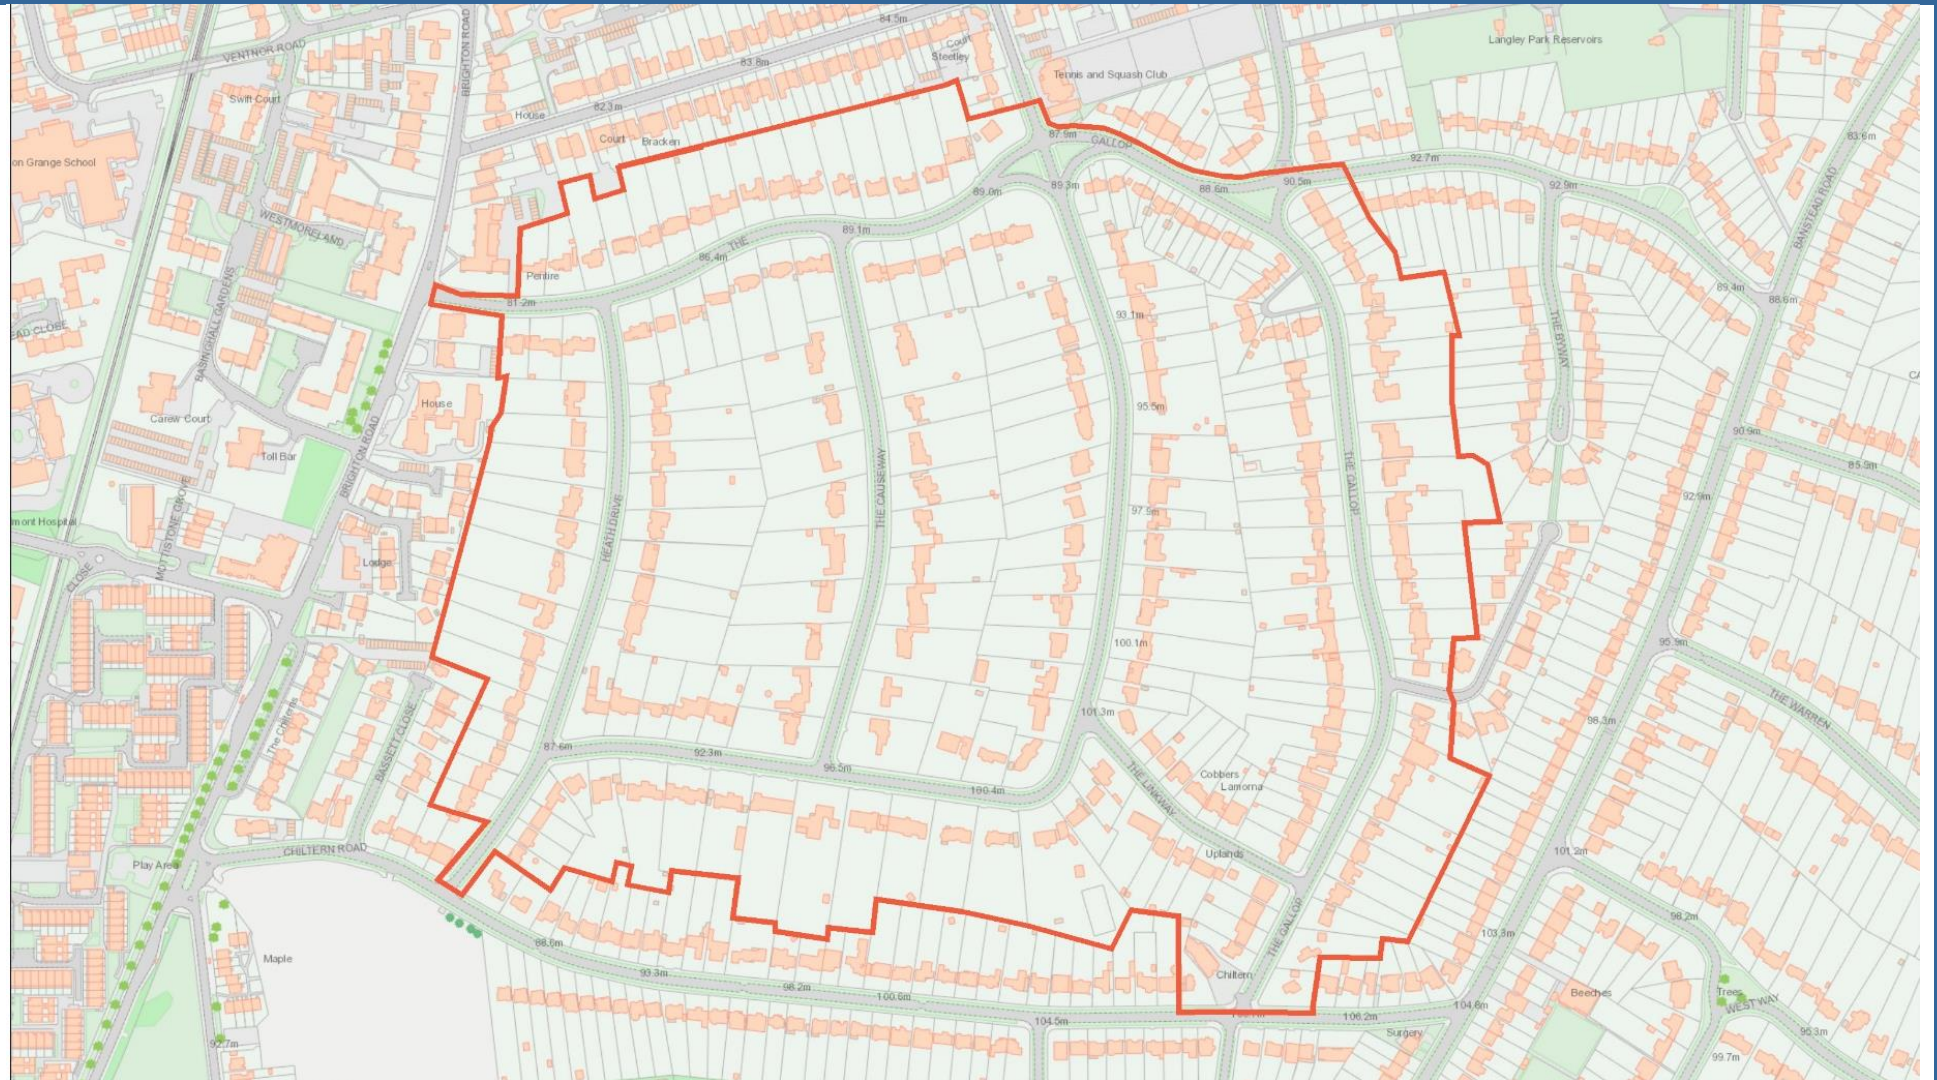 84.5m
VENTNOR ROAD
BRIGHTON ROAD
Court
Steetley
Langley Park Reservoirs
83.8m
Tennis and Squash Club
Swift Court
82.3m
House
87.9m
83.6m
Court
Bracken
GALLOP
on Grange School
92.7m
90.5m
92.9m
88.6m
89.3m
89.0m
WESTMORELAND
BANSTEAD ROAD
89.1m
THE
86.4m
Pentire
81.2m
BASINGHALL GARDENS
89.4m
88.6m
93.1m
EAD CLOSE
THE BYWAY
CA
House
95.5m
Carew Court
90.9m
Toll Bar
BRIGHTON ROAD
85.9m
THE CAUSEWAY
THE GALLOP
92.9m
MOTTISTONE GROVE
97.9m
mont Hospital
HEATH DRIVE
Lodge
CLOSE
100.1m
95.9m
THE WARREN
101.3m
98.3m
The Chilterns
BASSETT CLOSE
87.6m
92.3m
96.5m
Cobbers
Lamorna
THE LINKWAY
100.4m
CHILTERN ROAD
Uplands
101.2m
Play Area
THE GALLOP
98.2m
103.3m
88.6m
Maple
93.3m
Chiltern
98.2m
100.6m
Beeches
Trees
WESTWAY
104.6m
104.5m
106.2m
Surgery
95.3m
92.7m
99.7m